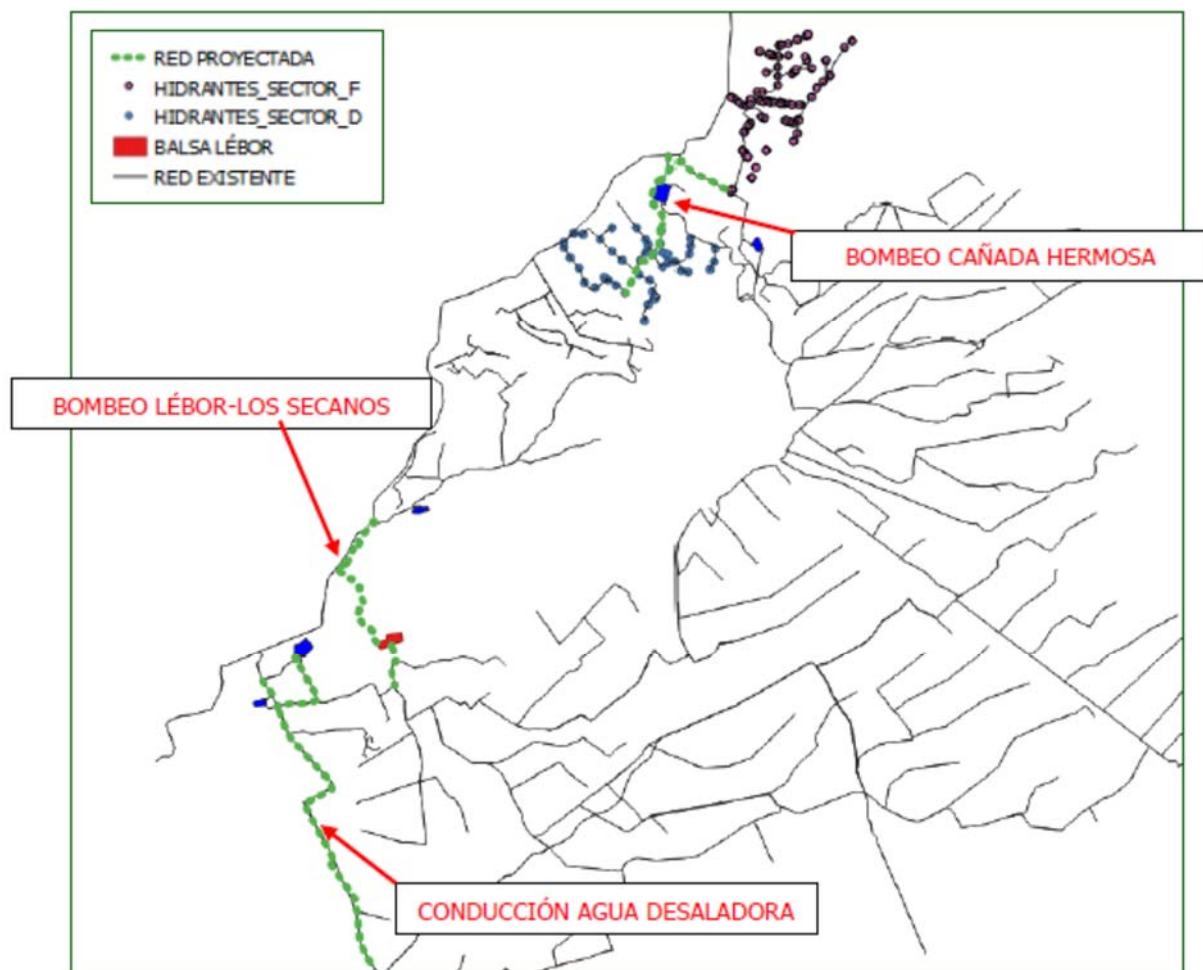 RED PROYECTADA
HIDRANTES_SECTOR_F
HIDRANTES_SECTOR_D
BALSA LÉBOR
RED EXISTENTE
BOMBEO CAÑADA HERMOSA
BOMBEO LÉBOR-LOS SECANOS
CONDUCCIÓN AGUA DESALADORA